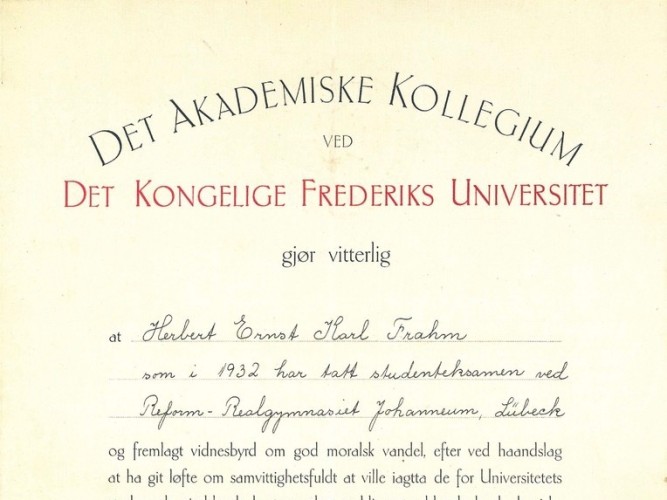 DET AKADEMISKE KOLLEGIUM
VED
DET KONGELIGE FREDERIKS UNIVERSITET
gjør vitterlig
at Herbert Ernst Karl Frahm
som i 1932 har tatt studenteksamen ved
Reform-Realgymnasiet Johanneum, Lübeck
og fremlagt vidnesbyrd om god moralsk vandel, efter ved haandslag
at ha git løfte om samvittighetsfuldt at ville iagtta de for Universitetets